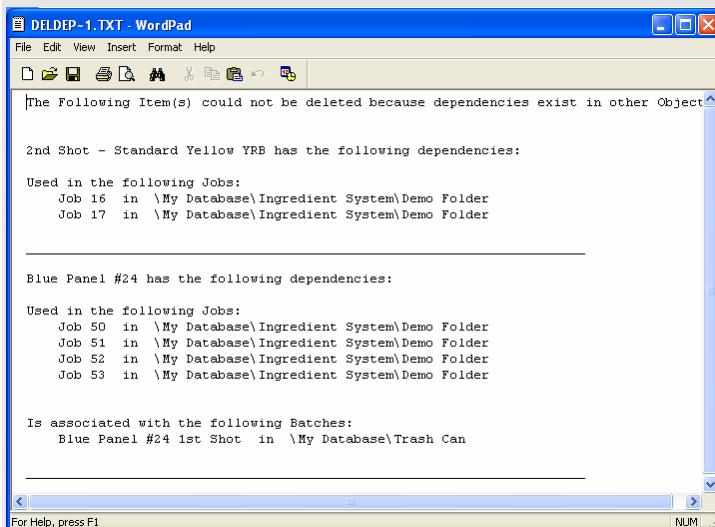 DELDEP~1.TXT - WordPad
File Edit View Insert Format Help
The Following Item(s) could not be deleted because dependencies exist in other Object
2nd Shot - Standard Yellow YRB has the following dependencies:
Used in the following Jobs:
Job 16 in \My Database\Ingredient System\Demo Folder
Job 17 in \My Database\Ingredient System\Demo Folder
Blue Panel #24 has the following dependencies:
Used in the following Jobs:
Job 50 in \My Database\Ingredient System\Demo Folder
Job 51 in \My Database\Ingredient System\Demo Folder
Job 52 in \My Database\Ingredient System\Demo Folder
Job 53 in \My Database\Ingredient System\Demo Folder
Is associated with the following Batches:
Blue Panel #24 1st Shot in \My Database\Trash Can
For Help, press F1 NUM